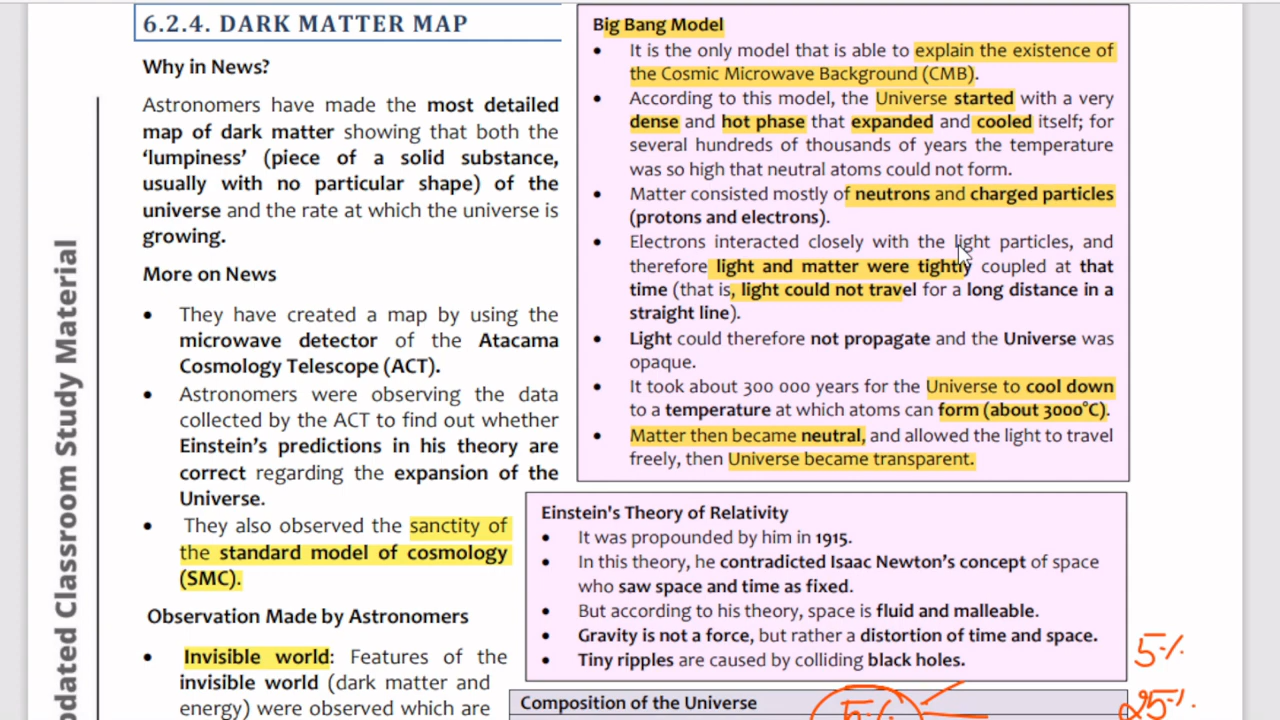 6.2.4. DARK MATTER MAP
Why in News?
Astronomers have made the most detailed
map of dark matter showing that both the
‘lumpiness’ (piece of a solid substance,
usually with no particular shape) of the
universe and the rate at which the universe is
growing.
More on News
• They have created a map by using the
microwave detector of the Atacama
Cosmology Telescope (ACT).
• Astronomers were observing the data
collected by the ACT to find out whether
Einstein’s predictions in his theory are
correct regarding the expansion of the
Universe.
• They also observed the sanctity of
the standard model of cosmology
(SMC).
Observation Made by Astronomers
• Invisible world: Features of the
invisible world (dark matter and
energy) were observed which are
Big Bang Model
• It is the only model that is able to explain the existence of
the Cosmic Microwave Background (CMB).
• According to this model, the Universe started with a very
dense and hot phase that expanded and cooled itself; for
several hundreds of thousands of years the temperature
was so high that neutral atoms could not form.
• Matter consisted mostly of neutrons and charged particles
(protons and electrons).
• Electrons interacted closely with the light particles, and
therefore light and matter were tightly coupled at that
time (that is, light could not travel for a long distance in a
straight line).
• Light could therefore not propagate and the Universe was
opaque.
• It took about 300 000 years for the Universe to cool down
to a temperature at which atoms can form (about 3000°C).
• Matter then became neutral, and allowed the light to travel
freely, then Universe became transparent.
Einstein’s Theory of Relativity
• It was propounded by him in 1915.
• In this theory, he contradicted Isaac Newton’s concept of space
who saw space and time as fixed.
• But according to his theory, space is fluid and malleable.
• Gravity is not a force, but rather a distortion of time and space.
• Tiny ripples are caused by colliding black holes.
Composition of the Universe
5%
5%
25%
pdated Classroom Study Material